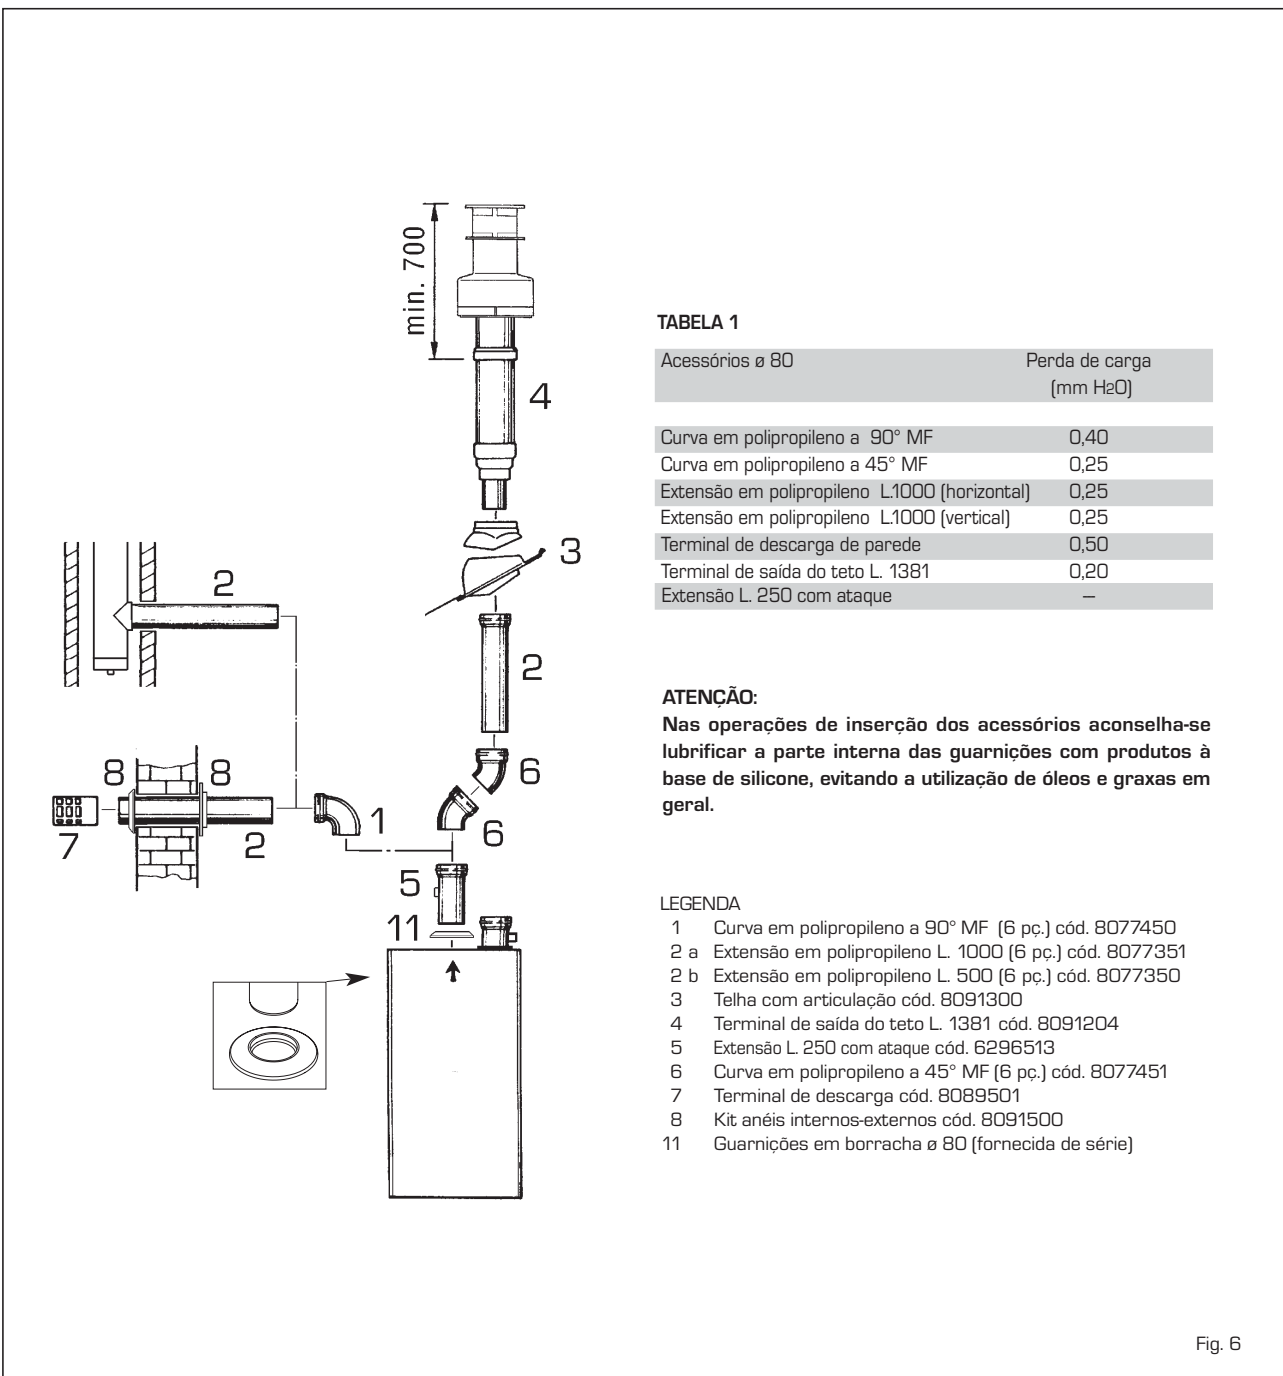 min. 700
4
3
2
2
6
8
8
1
6
7
2
5
11
TABELA 1
Acessórios ø 80 Perda de carga
(mm H2O)
Curva em polipropileno a 90° MF 0,40
Curva em polipropileno a 45° MF 0,25
Extensão em polipropileno L.1000 (horizontal) 0,25
Extensão em polipropileno L.1000 (vertical) 0,25
Terminal de descarga de parede 0,50
Terminal de saída do teto L. 1381 0,20
Extensão L. 250 com ataque –
ATENÇÃO:
Nas operações de inserção dos acessórios aconselha-se
lubrificar a parte interna das guarnições com produtos à
base de silicone, evitando a utilização de óleos e graxas em
geral.
LEGENDA
1 Curva em polipropileno a 90° MF (6 pç.) cód. 8077450
2 a Extensão em polipropileno L. 1000 (6 pç.) cód. 8077351
2 b Extensão em polipropileno L. 500 (6 pç.) cód. 8077350
3 Telha com articulação cód. 8091300
4 Terminal de saída do teto L. 1381 cód. 8091204
5 Extensão L. 250 com ataque cód. 6296513
6 Curva em polipropileno a 45° MF (6 pç.) cód. 8077451
7 Terminal de descarga cód. 8089501
8 Kit anéis internos-externos cód. 8091500
11 Guarnições em borracha ø 80 (fornecida de série)
Fig. 6